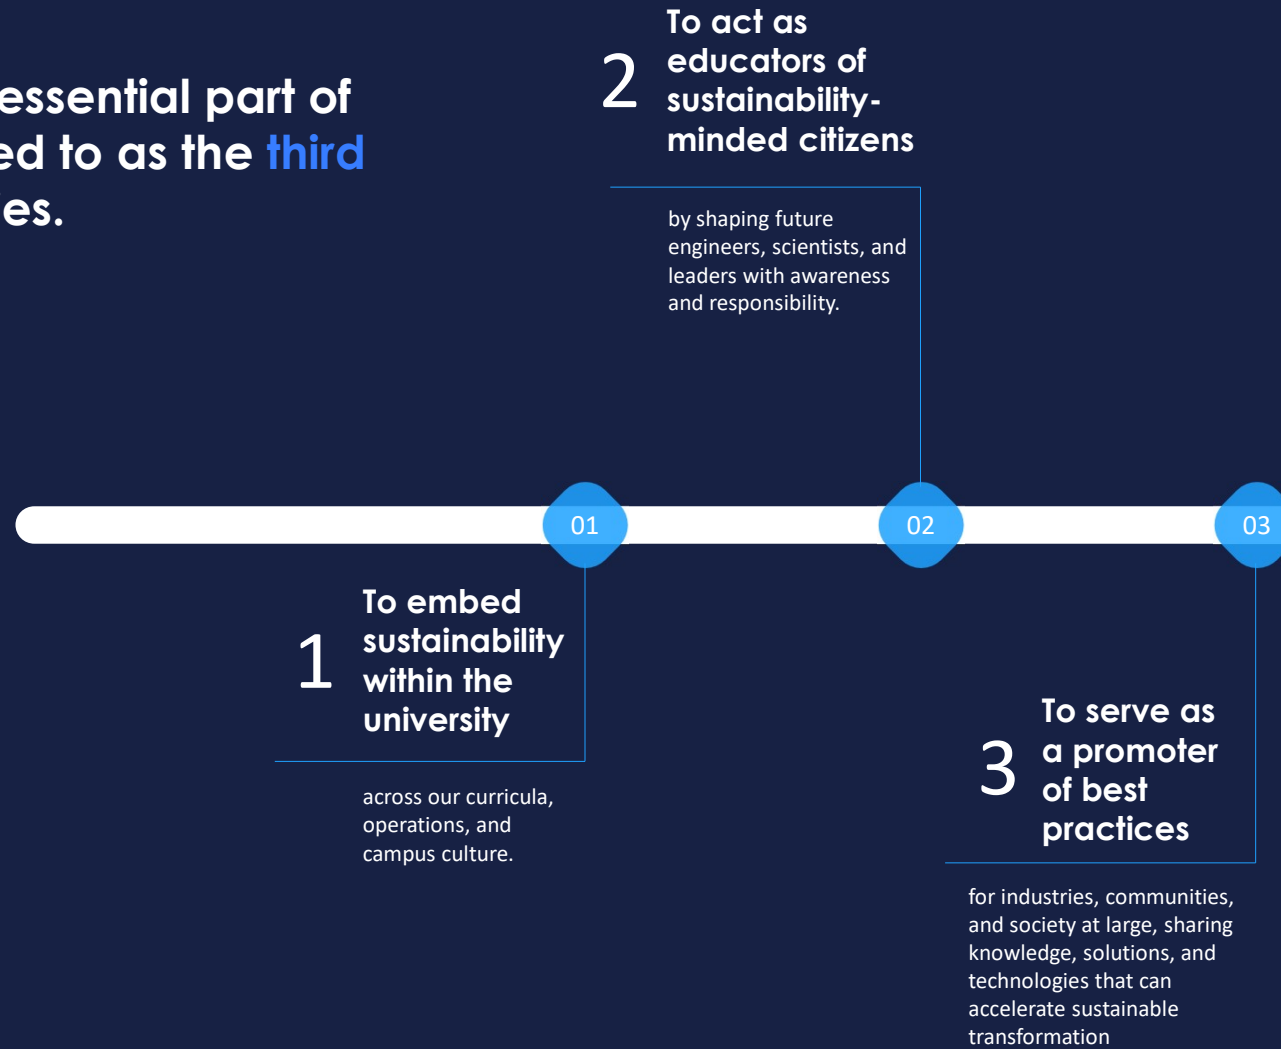 essential part of
ed to as the third
es.
2
To act as
educators of
sustainability-
minded citizens
by shaping future
engineers, scientists, and
leaders with awareness
and responsibility.
01
02
03
1
To embed
sustainability
within the
university
across our curricula,
operations, and
campus culture.
3
To serve as
a promoter
of best
practices
for industries, communities,
and society at large, sharing
knowledge, solutions, and
technologies that can
accelerate sustainable
transformation